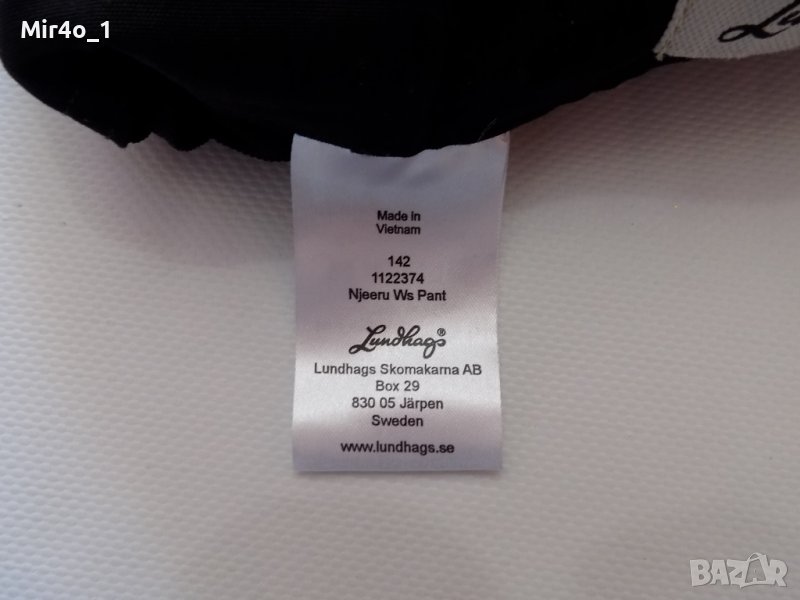 Mir4o_1
Made in
Vietnam
142
1122374
Njeeru Ws Pant
Lundhags®
Lundhags Skomakarna AB
Box 29
830 05 Järpen
Sweden
www.lundhags.se
BAZAR